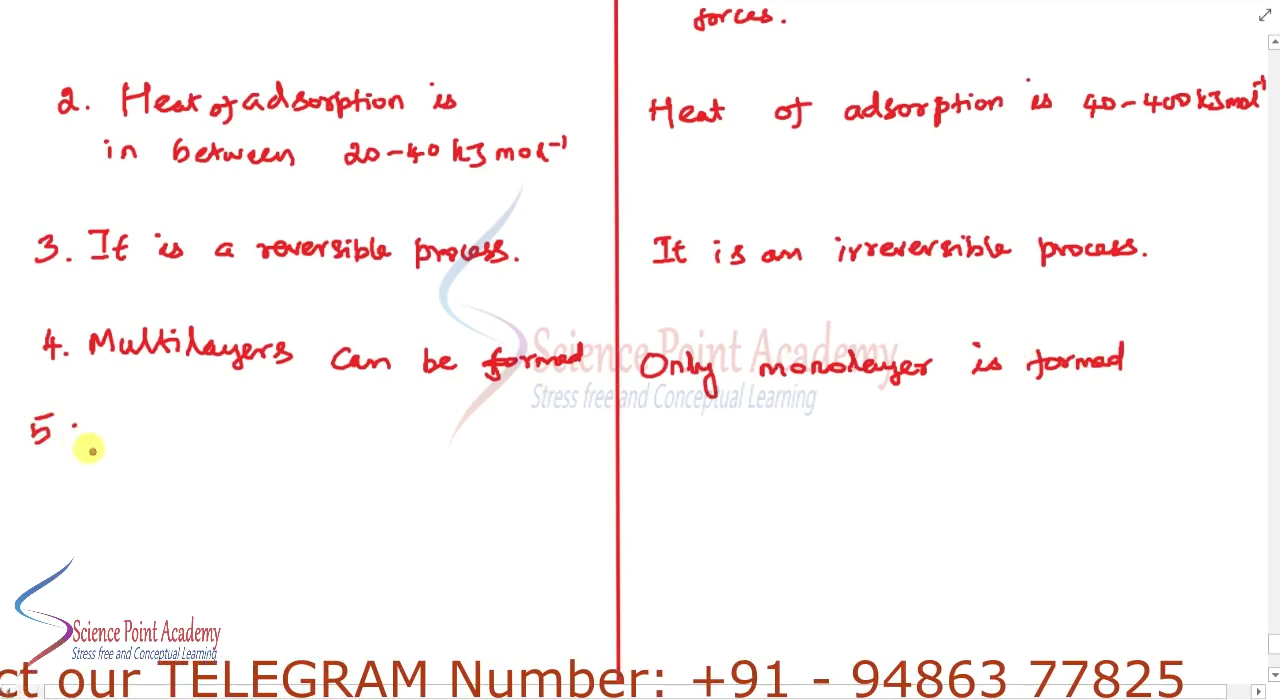 forces.
2. Heat of adsorption is
in between 20-40 kJ mol-1
Heat of adsorption is 40-400 kJ mol-1
3. It is a reversible process.
It is an irreversible process.
4. Multilayers can be formed
Only monolayer is formed
Science Point Academy
Stress free and Conceptual Learning
5.
Science Point Academy
Stress free and Conceptual Learning
ct our TELEGRAM Number: +91 - 94863 77825